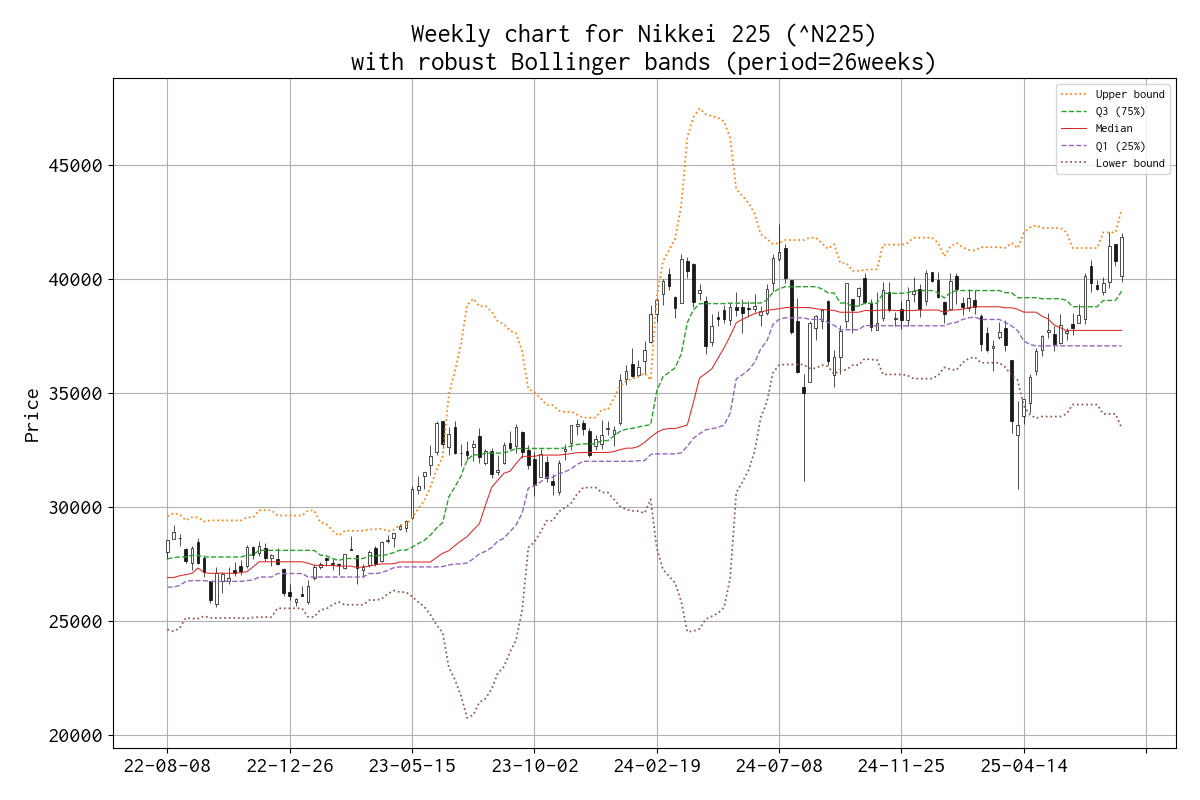 Weekly chart for Nikkei 225 (^N225)
with robust Bollinger bands (period=26weeks)
Upper bound
Q3 (75%)
Median
Q1 (25%)
Lower bound
Price
45000
40000
35000
30000
25000
20000
22-08-08
22-12-26
23-05-15
23-10-02
24-02-19
24-07-08
24-11-25
25-04-14